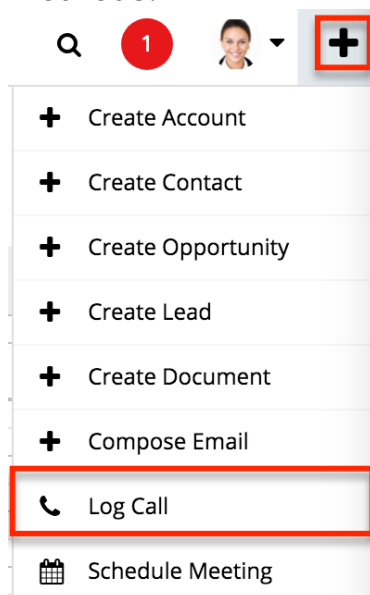 1
Create Account
Create Contact
Create Opportunity
Create Lead
Create Document
Compose Email
Log Call
Schedule Meeting